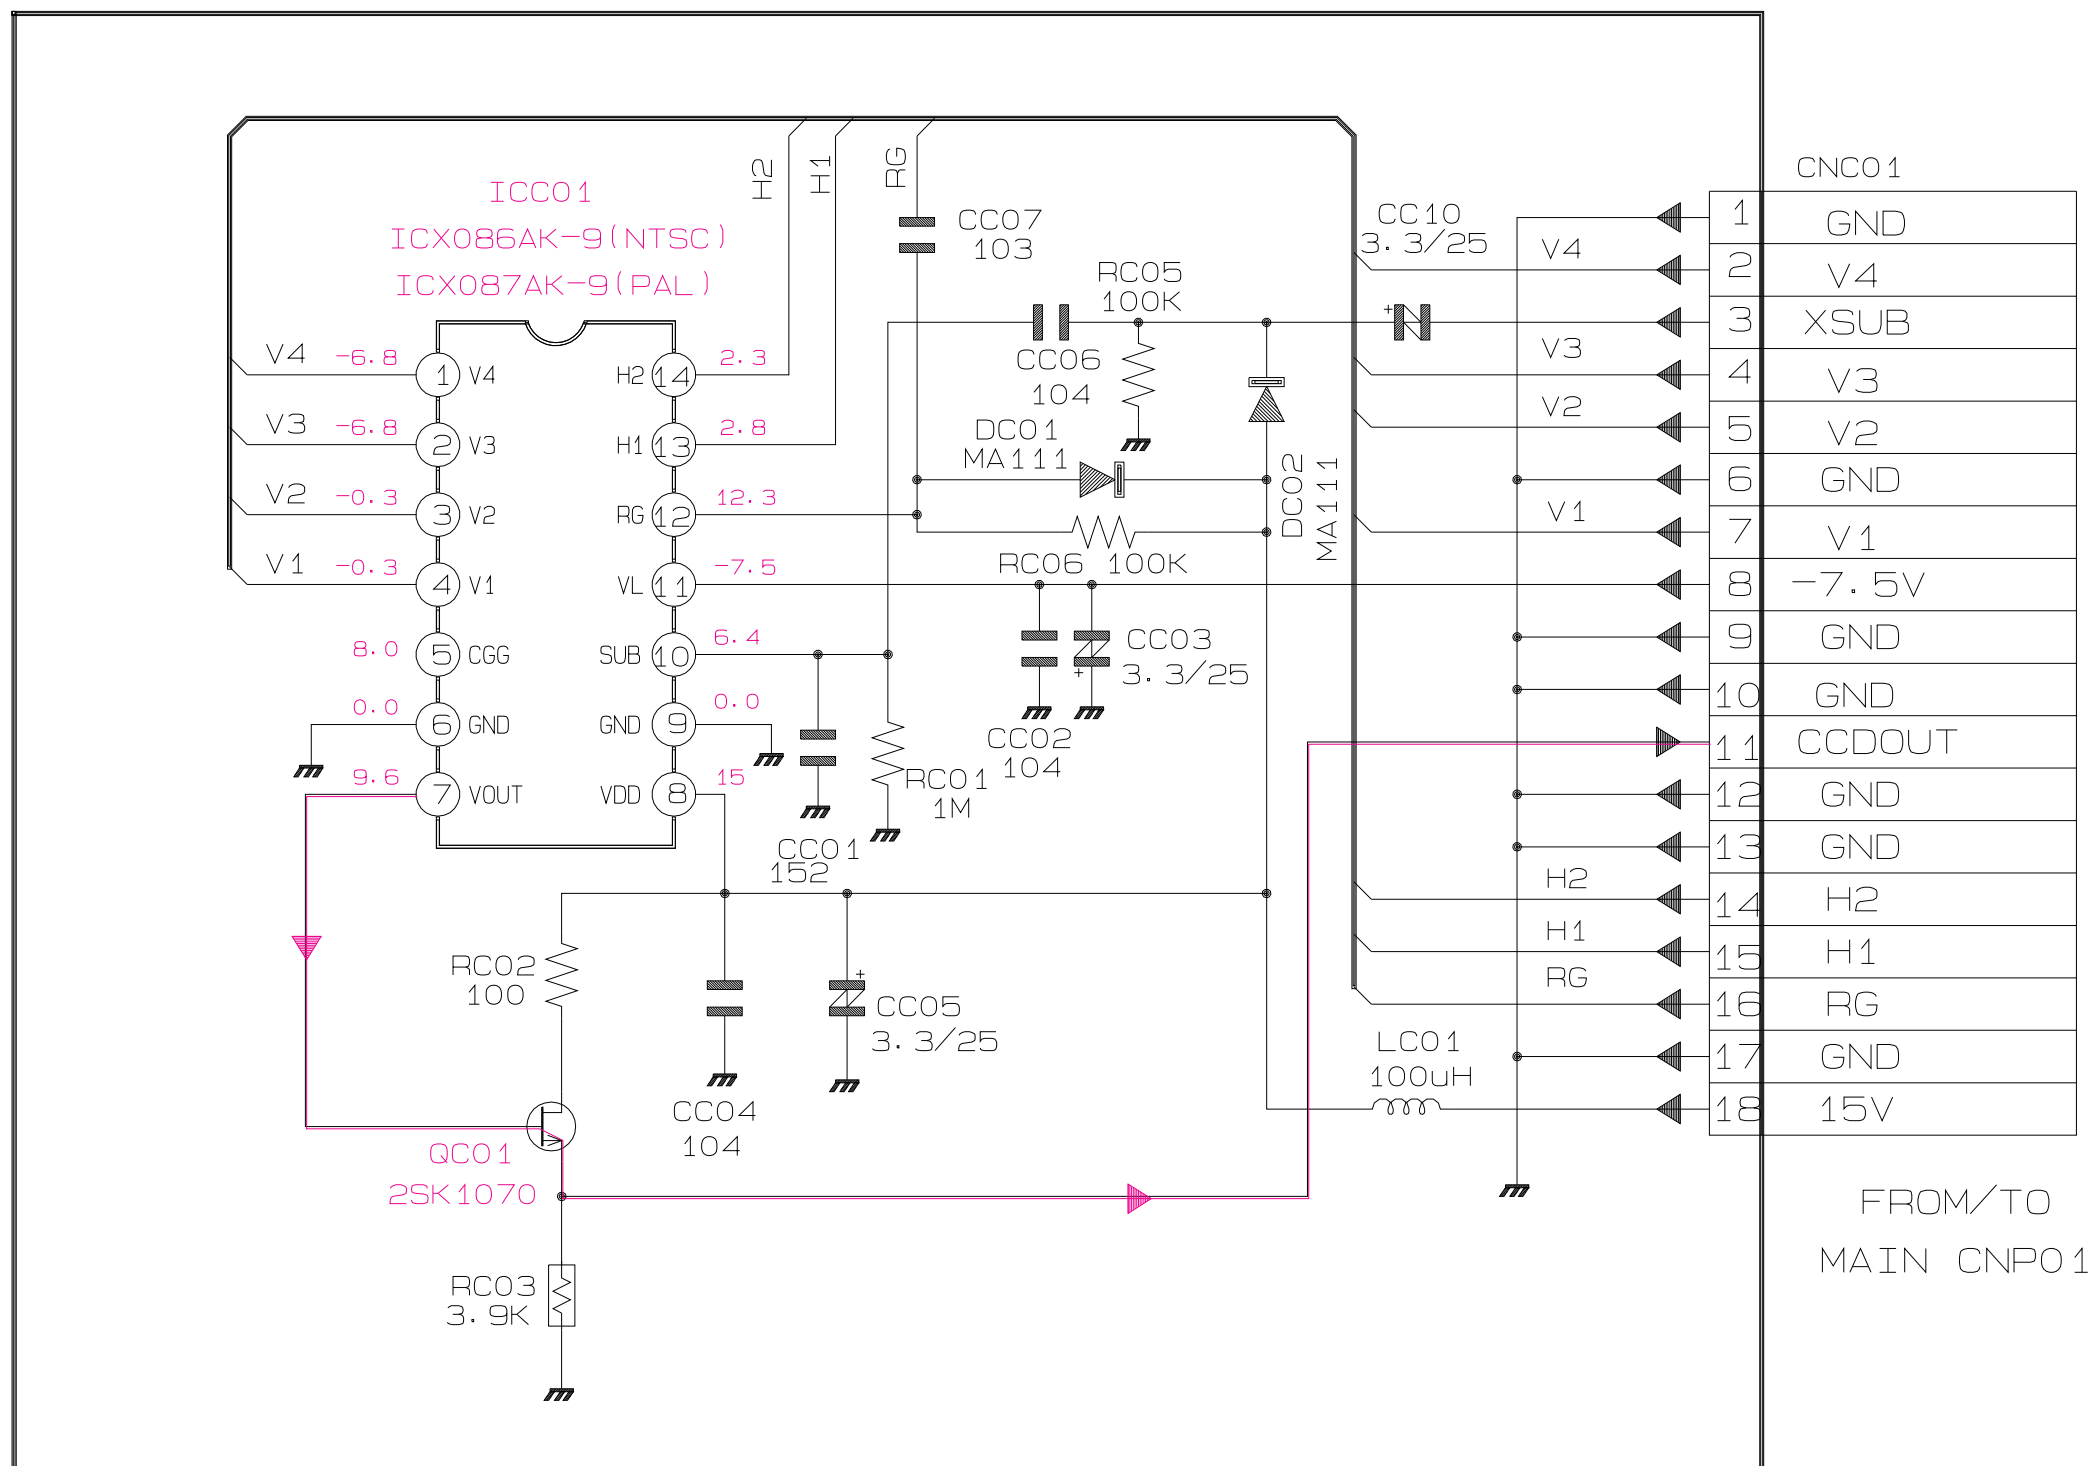 ICC01
ICX086AK-9(NTSC)
ICX087AK-9(PAL)
H2
H1
RG
CC07
103
CC10
3.3/25
RC05
100K
CC06
104
DC01
MA111
DC02
MA111
RC06 100K
V4 -6.8 1 V4
V3 -6.8 2 V3
V2 -0.3 3 V2
V1 -0.3 4 V1
8.0 5 CGG
0.0 6 GND
9.6 7 VOUT
H2 14 2.3
H1 13 2.8
RG 12 12.3
VL 11 -7.5
SUB 10 6.4
GND 9 0.0
VDD 8 15
+
CC03
3.3/25
+
CC02
104
RC01
1M
CC01
152
RC02
100
+
CC05
3.3/25
CC04
104
QC01
2SK1070
RC03
3.9K
LC01
100uH
CNC01
1 GND
V4 2 V4
3 XSUB
V3 4 V3
V2 5 V2
6 GND
V1 7 V1
8 -7.5V
9 GND
10 GND
11 CCDOUT
12 GND
13 GND
H2 14 H2
H1 15 H1
RG 16 RG
17 GND
18 15V
FROM/TO
MAIN CNP01